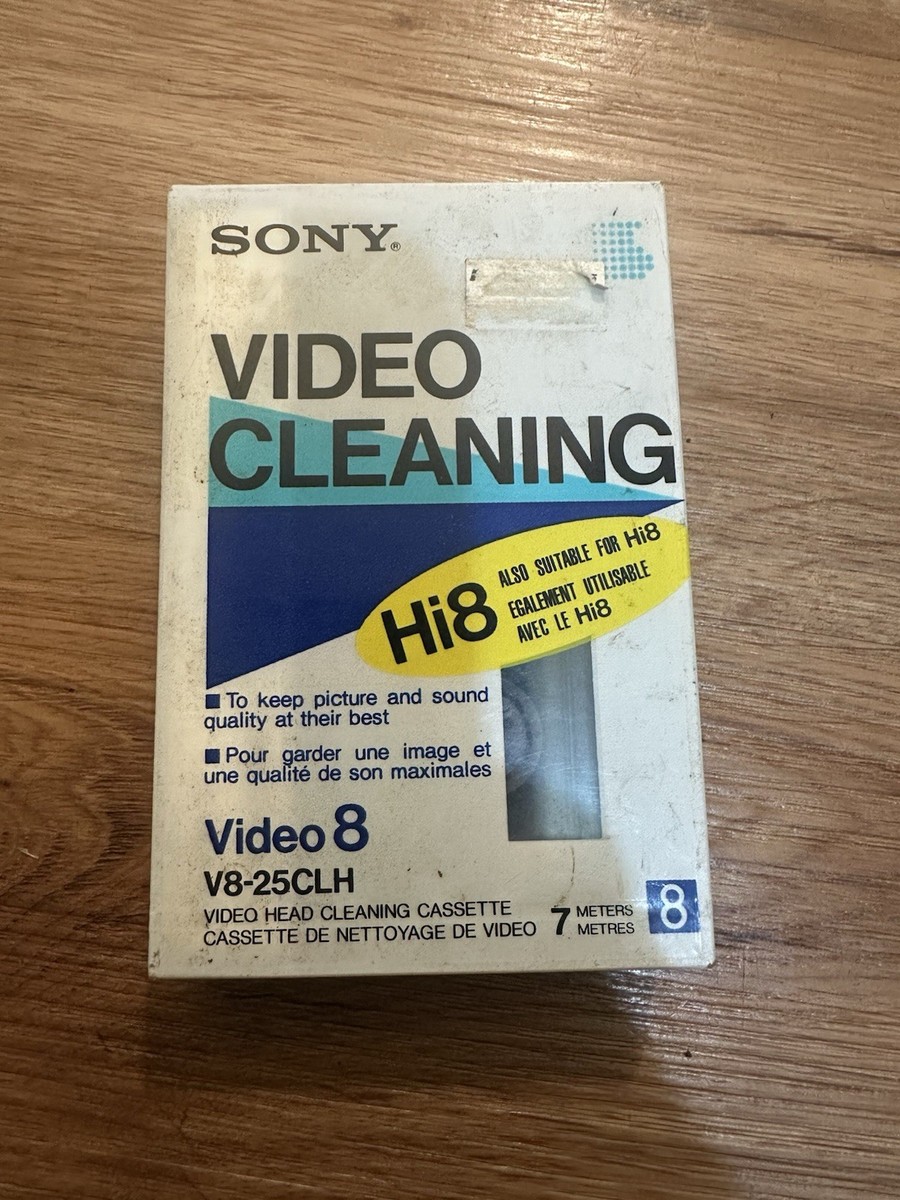 SONY®
VIDEO
CLEANING
Hi8
ALSO SUITABLE FOR Hi8
EGALEMENT UTILISABLE
AVEC LE Hi8
■ To keep picture and sound
quality at their best
■ Pour garder une image et
une qualité de son maximales
Video 8
V8-25CLH
VIDEO HEAD CLEANING CASSETTE
CASSETTE DE NETTOYAGE DE VIDEO
7 METERS
METRES
8